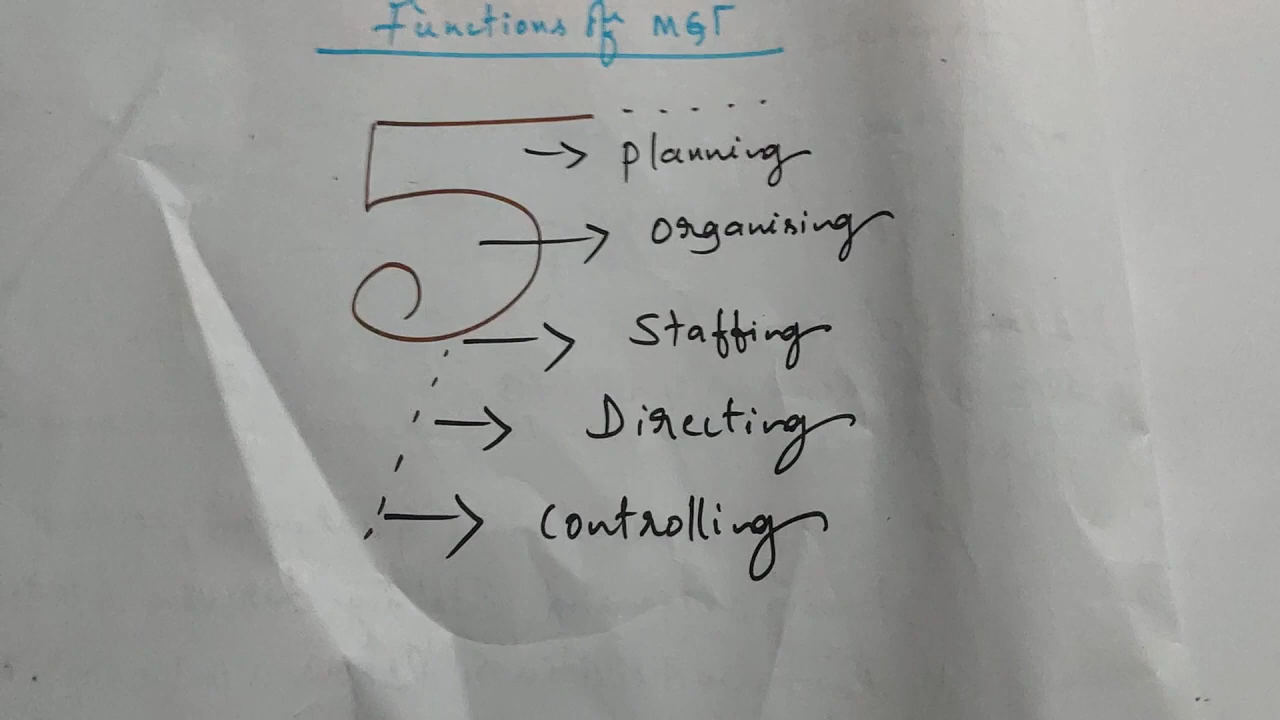 Functions of MGT
5
→ planning
→ organising
→ Staffing
→ Directing
→ Controlling